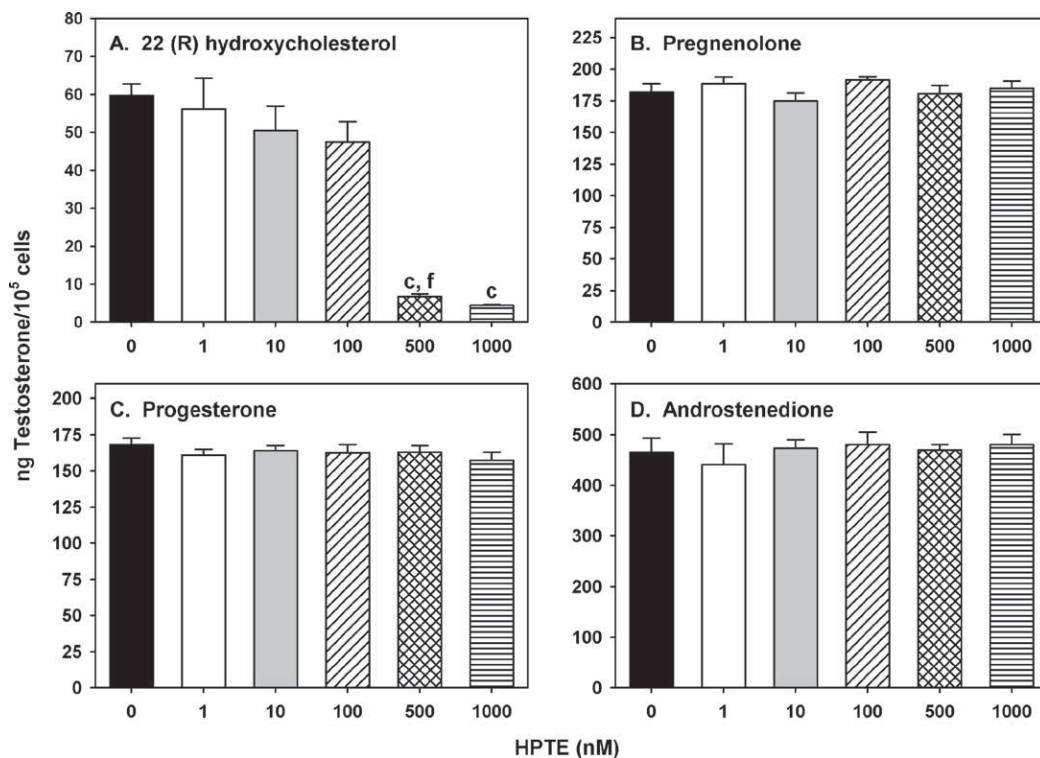 A. 22 (R) hydroxycholesterol
80
70
60
50
40
30
20
10
0
c, f
c
0 1 10 100 500 1000
B. Pregnenolone
225
200
175
150
125
100
75
50
25
0
0 1 10 100 500 1000
ng Testosterone/10⁵ cells
C. Progesterone
200
175
150
125
100
75
50
25
0
0 1 10 100 500 1000
D. Androstenedione
600
500
400
300
200
100
0
0 1 10 100 500 1000
HPTE (nM)